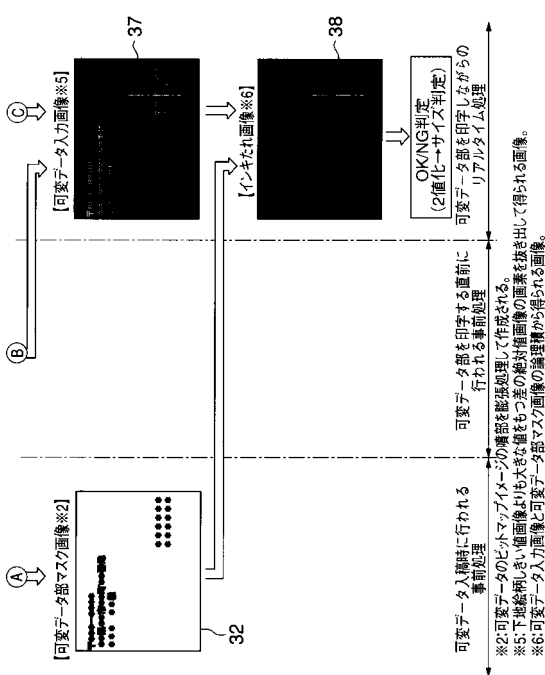 Ⓐ
【可変データ部マスク画像※2】
32
Ⓑ
Ⓒ
【可変データ入力画像※5】
37
【インキたれ画像※6】
38
OK/NG判定
(2値化→サイズ判定)
可変データ入稿時に行われる
事前処理
可変データ部を印字する直前に
行われる事前処理
可変データ部を印字しながらの
リアルタイム処理
※2:可変データのビットマップイメージの墨部を膨張処理して作成される。
※5:下地絵柄しきい値画像よりも大きな値をもつ差の絶対値画像の画素を抜き出して得られる画像。
※6:可変データ入力画像と可変データ部マスク画像の論理積から得られる画像。